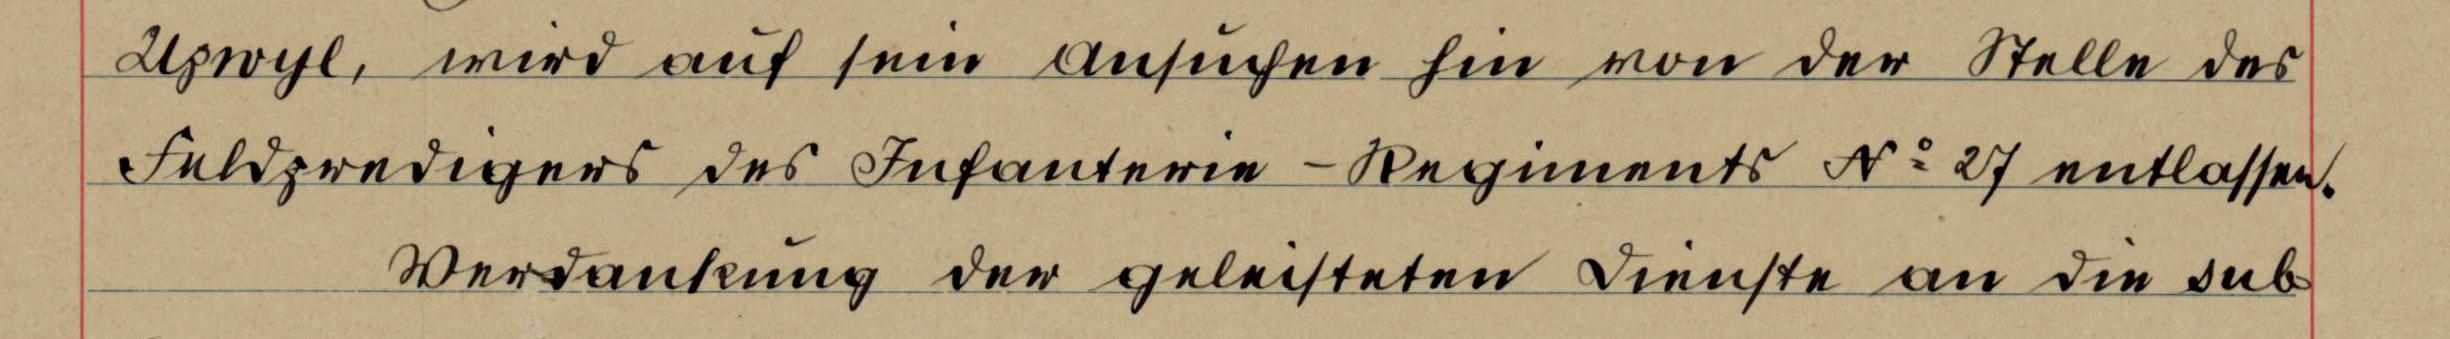 Uzwyl, wird auf sein Ansuchen hin von der Stelle des
Feldpredigers des Infanterie-Regiments No 27 entlassen.
Verdankung der geleisteten Dienste an die sub